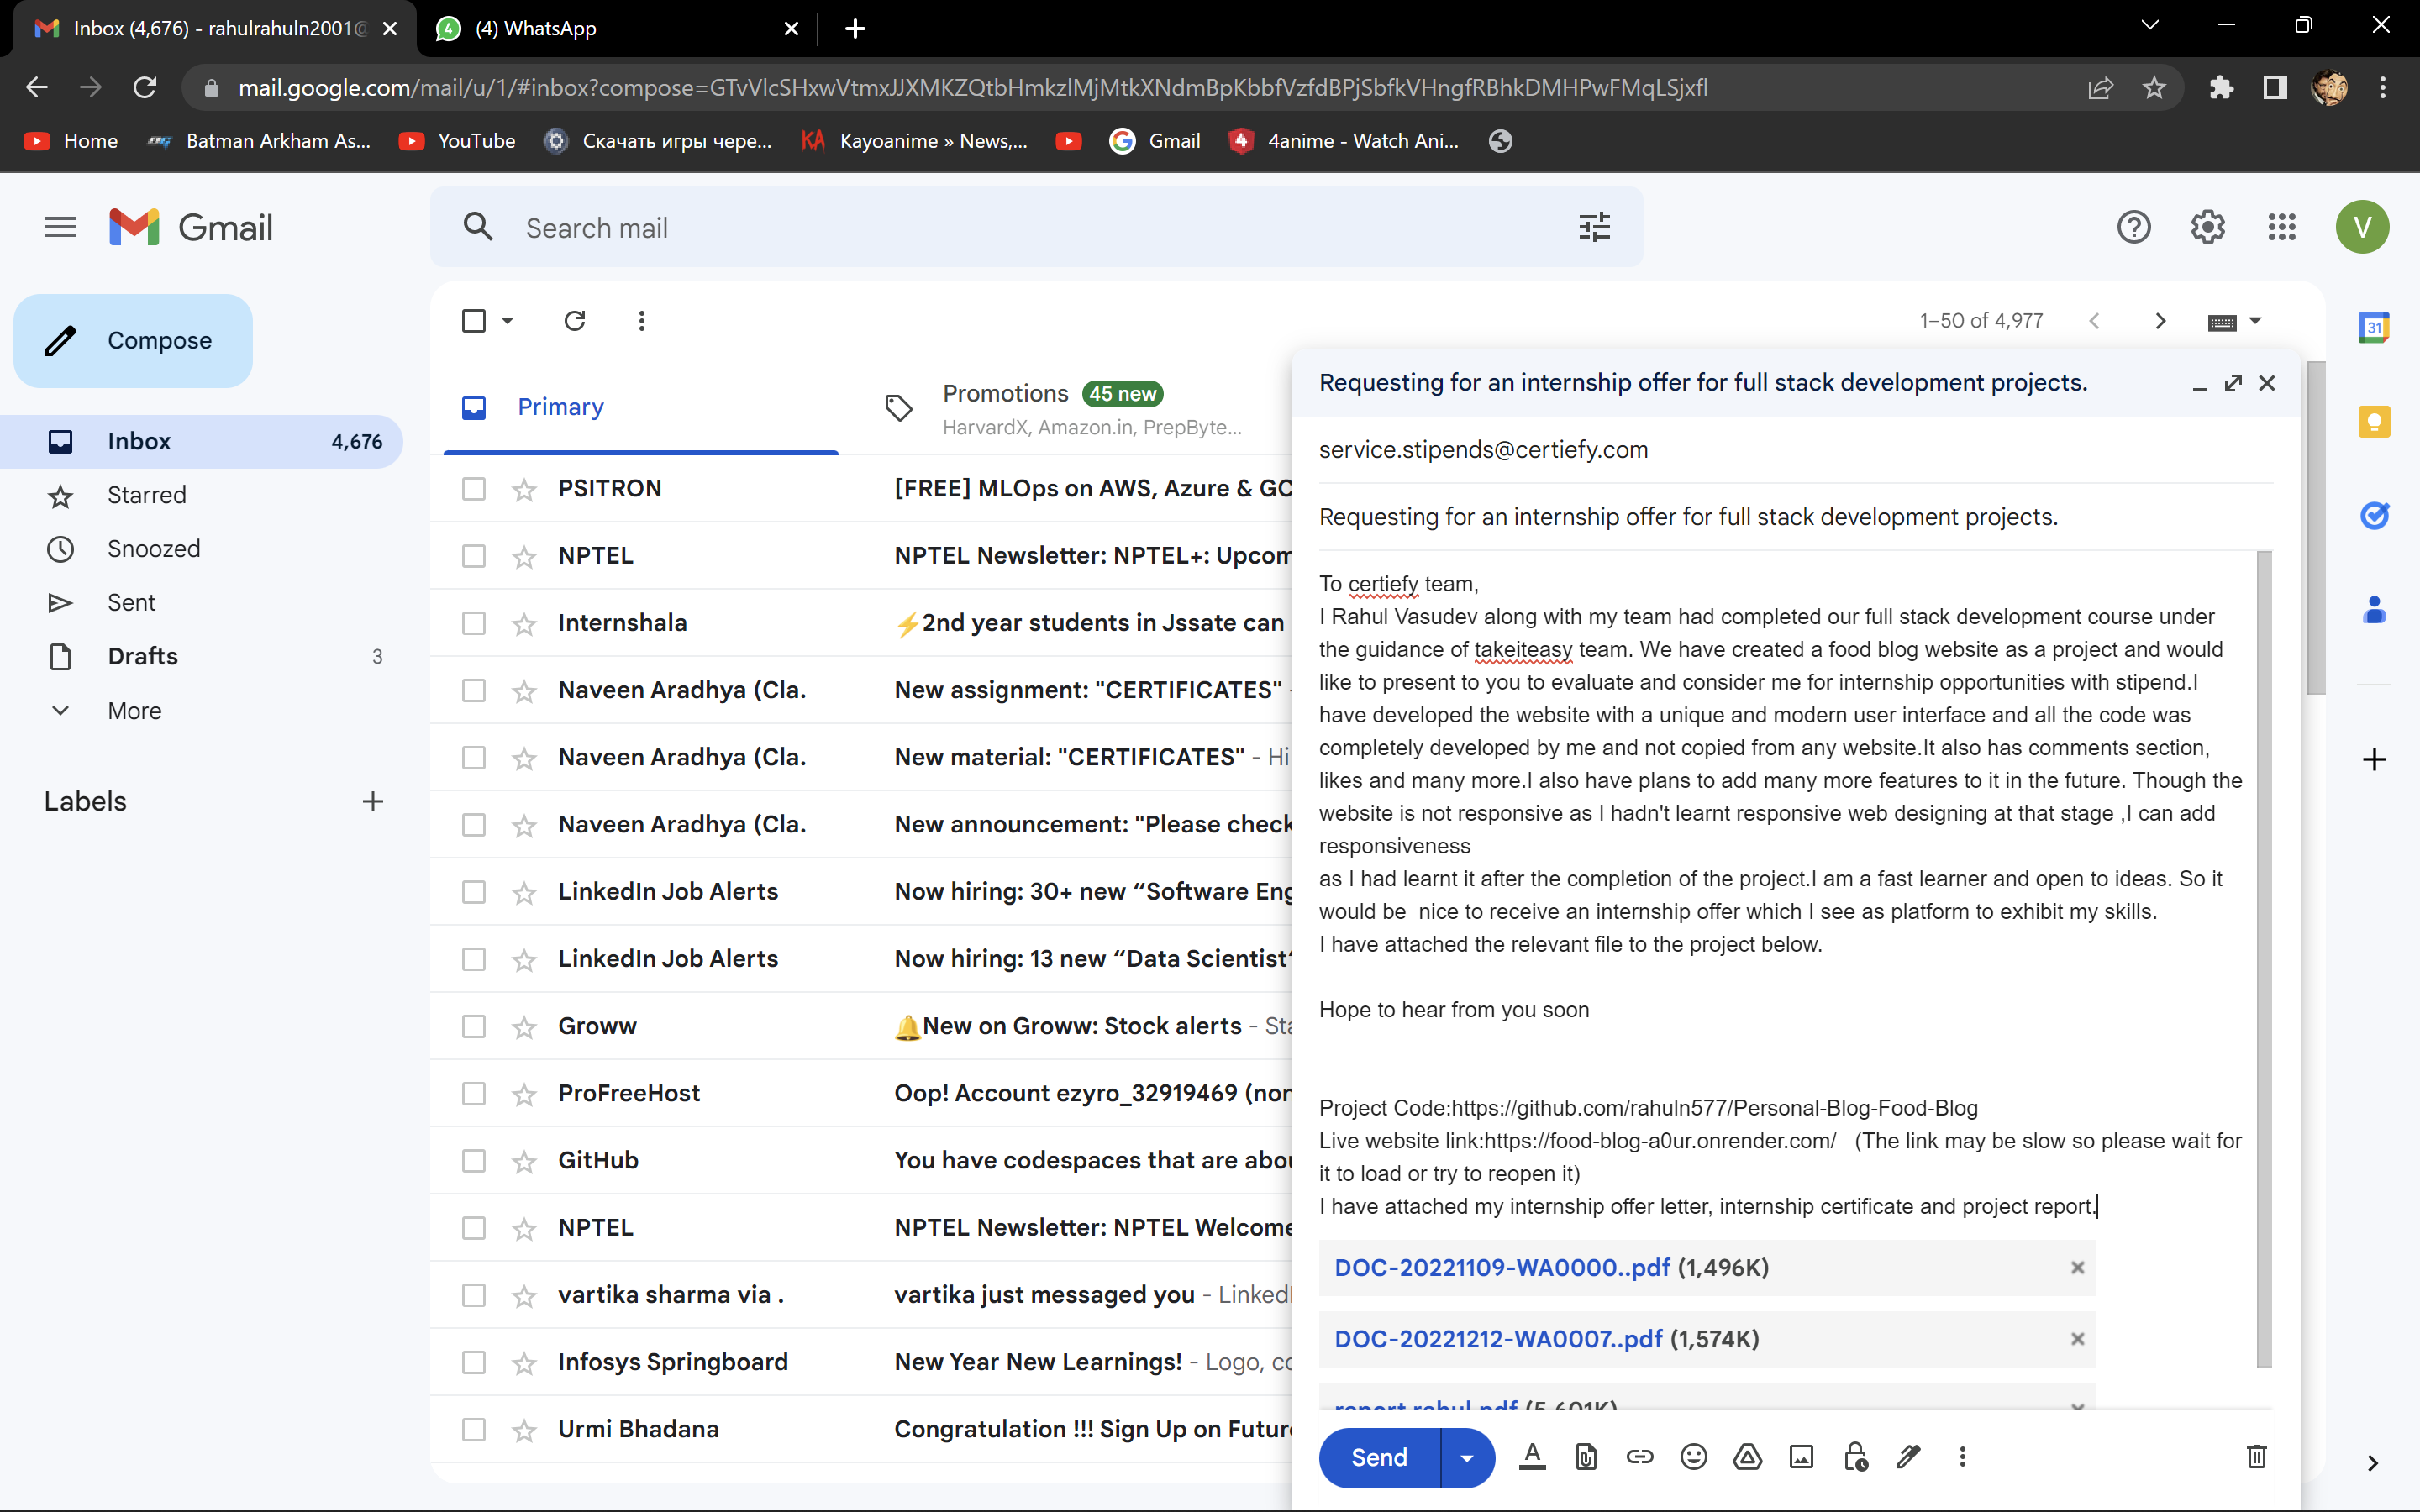 Inbox (4,676) - rahulrahuln2001@
(4) WhatsApp
mail.google.com/mail/u/1/#inbox?compose=GTvVlcSHxwVtmxJJXMKZQtbHmkzlMjMtkXNdmBpKbbfVzfdBPjSbfkVHngfRBhkDMHPwFMqLSjxfl
Home
Batman Arkham As...
YouTube
Скачать игры чере...
Kayoanime » News,...
Gmail
4anime - Watch Ani...
Gmail
Search mail
V
Compose
1–50 of 4,977
Inbox 4,676
Starred
Snoozed
Sent
Drafts 3
More
Labels
Primary
Promotions 45 new
HarvardX, Amazon.in, PrepByte...
PSITRON [FREE] MLOps on AWS, Azure & GC
NPTEL NPTEL Newsletter: NPTEL+: Upcom
Internshala ⚡2nd year students in Jssate can
Naveen Aradhya (Cla. New assignment: "CERTIFICATES" -
Naveen Aradhya (Cla. New material: "CERTIFICATES" - Hi
Naveen Aradhya (Cla. New announcement: "Please check
LinkedIn Job Alerts Now hiring: 30+ new “Software Eng
LinkedIn Job Alerts Now hiring: 13 new “Data Scientist“
Groww 🔔New on Groww: Stock alerts - Sta
ProFreeHost Oop! Account ezyro_32919469 (non
GitHub You have codespaces that are abou
NPTEL NPTEL Newsletter: NPTEL Welcome
vartika sharma via . vartika just messaged you - LinkedI
Infosys Springboard New Year New Learnings! - Logo, co
Urmi Bhadana Congratulation !!! Sign Up on Future
Requesting for an internship offer for full stack development projects.
service.stipends@certiefy.com
Requesting for an internship offer for full stack development projects.
To certiefy team,
I Rahul Vasudev along with my team had completed our full stack development course under
the guidance of takeiteasy team. We have created a food blog website as a project and would
like to present to you to evaluate and consider me for internship opportunities with stipend.I
have developed the website with a unique and modern user interface and all the code was
completely developed by me and not copied from any website.It also has comments section,
likes and many more.I also have plans to add many more features to it in the future. Though the
website is not responsive as I hadn't learnt responsive web designing at that stage ,I can add
responsiveness
as I had learnt it after the completion of the project.I am a fast learner and open to ideas. So it
would be  nice to receive an internship offer which I see as platform to exhibit my skills.
I have attached the relevant file to the project below.
Hope to hear from you soon
Project Code:https://github.com/rahuln577/Personal-Blog-Food-Blog
Live website link:https://food-blog-a0ur.onrender.com/   (The link may be slow so please wait for
it to load or try to reopen it)
I have attached my internship offer letter, internship certificate and project report.
DOC-20221109-WA0000..pdf (1,496K)
DOC-20221212-WA0007..pdf (1,574K)
report rahul.pdf (5,601K)
Send
31